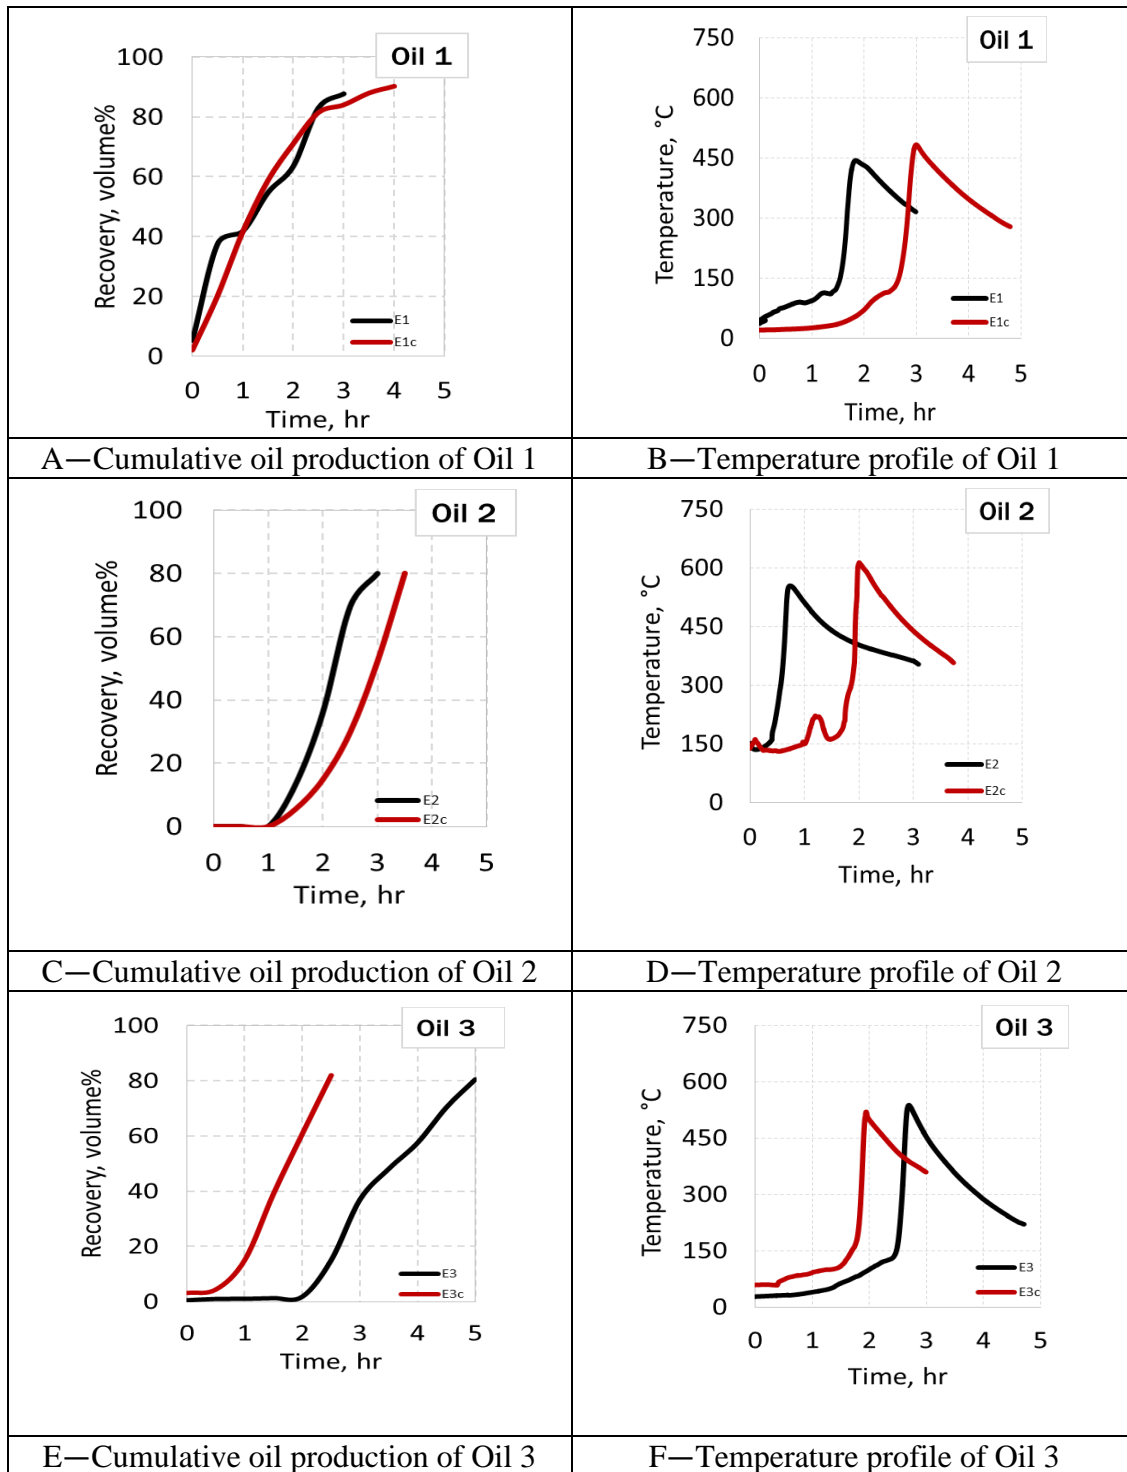 Oil 1
Recovery, volume%
100
80
60
40
20
0
E1
E1c
0 1 2 3 4 5
Time, hr
Oil 1
Temperature, °C
750
600
450
300
150
0
E1
E1c
0 1 2 3 4 5
Time, hr
A—Cumulative oil production of Oil 1
B—Temperature profile of Oil 1
Oil 2
Recovery, volume%
100
80
60
40
20
0
E2
E2c
0 1 2 3 4 5
Time, hr
Oil 2
Temperature, °C
750
600
450
300
150
0
E2
E2c
0 1 2 3 4 5
Time, hr
C—Cumulative oil production of Oil 2
D—Temperature profile of Oil 2
Oil 3
Recovery, volume%
100
80
60
40
20
0
E3
E3c
0 1 2 3 4 5
Time, hr
Oil 3
Temperature, °C
750
600
450
300
150
0
E3
E3c
0 1 2 3 4 5
Time, hr
E—Cumulative oil production of Oil 3
F—Temperature profile of Oil 3